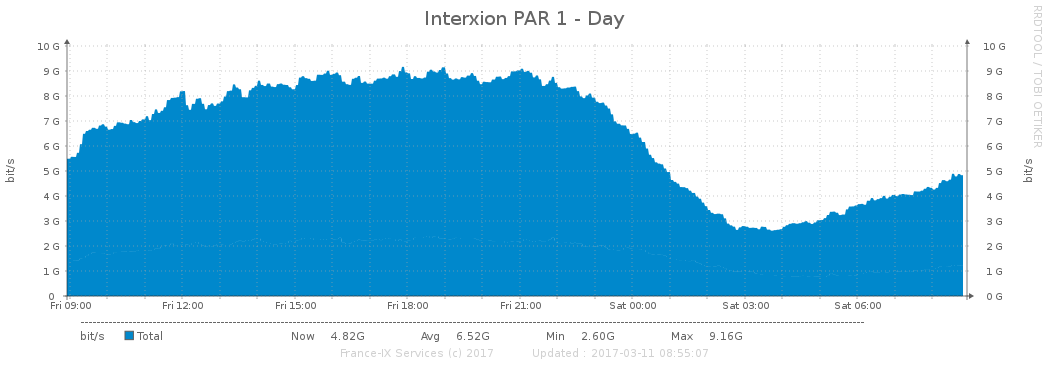 Interxion PAR 1 - Day
RRDTOOL / TOBI OETIKER
10 G 10 G
9 G 9 G
8 G 8 G
7 G 7 G
6 G 6 G
5 G 5 G
4 G 4 G
3 G 3 G
2 G 2 G
1 G 1 G
0 0 G
bit/s bit/s
Fri 09:00 Fri 12:00 Fri 15:00 Fri 18:00 Fri 21:00 Sat 00:00 Sat 03:00 Sat 06:00
bit/s Total Now 4.82G Avg 6.52G Min 2.60G Max 9.16G
France-IX Services (c) 2017 Updated : 2017-03-11 08:55:07